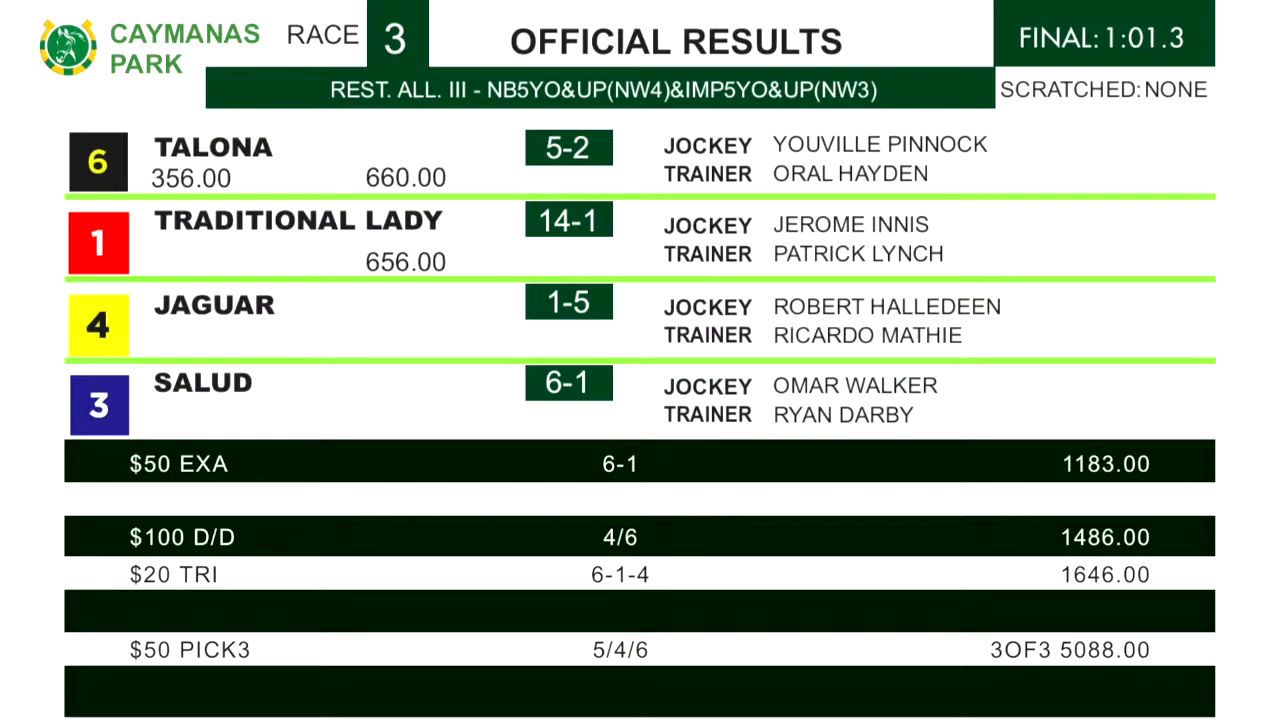 CAYMANAS PARK
RACE 3
OFFICIAL RESULTS
FINAL: 1:01.3
REST. ALL. III - NB5YO&UP(NW4)&IMP5YO&UP(NW3)
SCRATCHED: NONE
6 TALONA 5-2 JOCKEY YOUVILLE PINNOCK
356.00 660.00 TRAINER ORAL HAYDEN
1 TRADITIONAL LADY 14-1 JOCKEY JEROME INNIS
656.00 TRAINER PATRICK LYNCH
4 JAGUAR 1-5 JOCKEY ROBERT HALLEDEEN
TRAINER RICARDO MATHIE
3 SALUD 6-1 JOCKEY OMAR WALKER
TRAINER RYAN DARBY
$50 EXA 6-1 1183.00
$100 D/D 4/6 1486.00
$20 TRI 6-1-4 1646.00
$50 PICK3 5/4/6 3OF3 5088.00